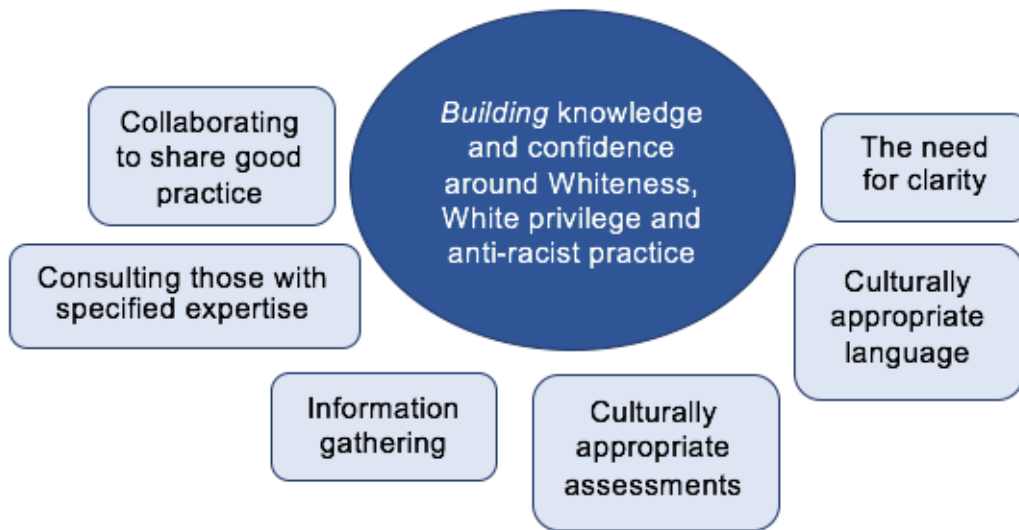 Building knowledge
and confidence
around Whiteness,
White privilege and
anti-racist practice
Collaborating
to share good
practice
The need
for clarity
Consulting those with
specified expertise
Culturally
appropriate
language
Information
gathering
Culturally
appropriate
assessments